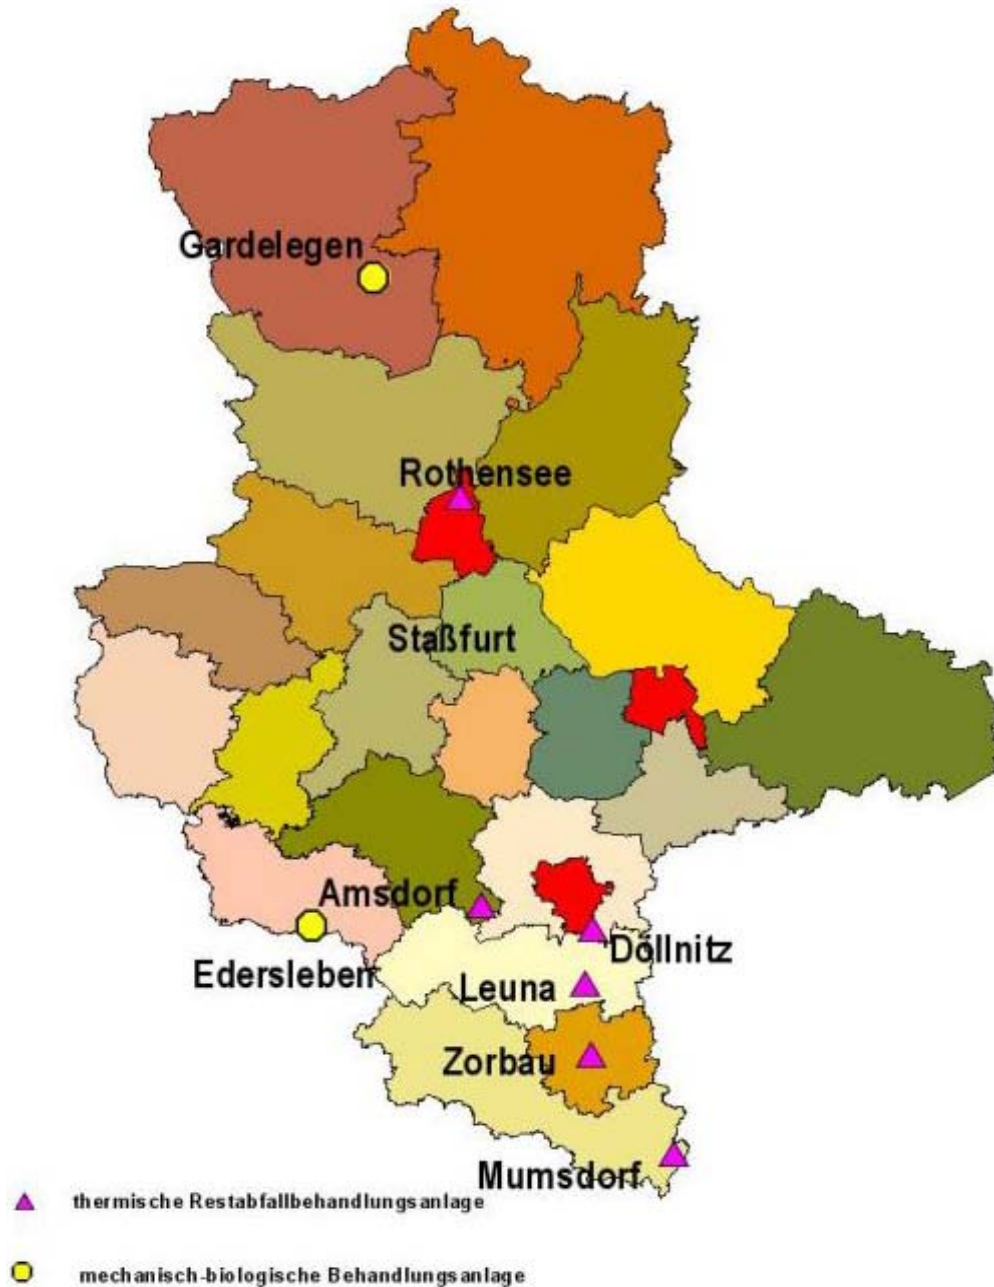 Gardelegen
Rothensee
Staßfurt
Amsdorf
Döllnitz
Edersleben
Leuna
Zorbau
Mumsdorf
thermische Restabfallbehandlungsanlage
mechanisch-biologische Behandlungsanlage